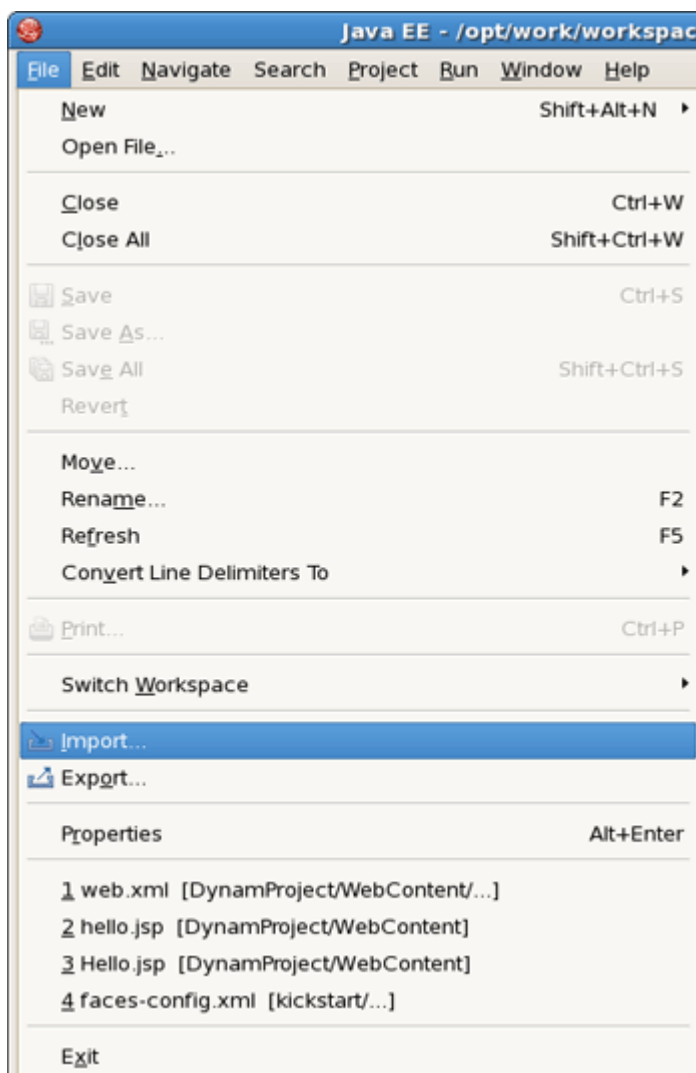 Java EE - /opt/work/workspac
File Edit Navigate Search Project Run Window Help
New Shift+Alt+N
Open File...
Close Ctrl+W
Close All Shift+Ctrl+W
Save Ctrl+S
Save As...
Save All Shift+Ctrl+S
Revert
Move...
Rename... F2
Refresh F5
Convert Line Delimiters To
Print... Ctrl+P
Switch Workspace
Import...
Export...
Properties Alt+Enter
1 web.xml [DynamProject/WebContent/...]
2 hello.jsp [DynamProject/WebContent]
3 Hello.jsp [DynamProject/WebContent]
4 faces-config.xml [kickstart/...]
Exit